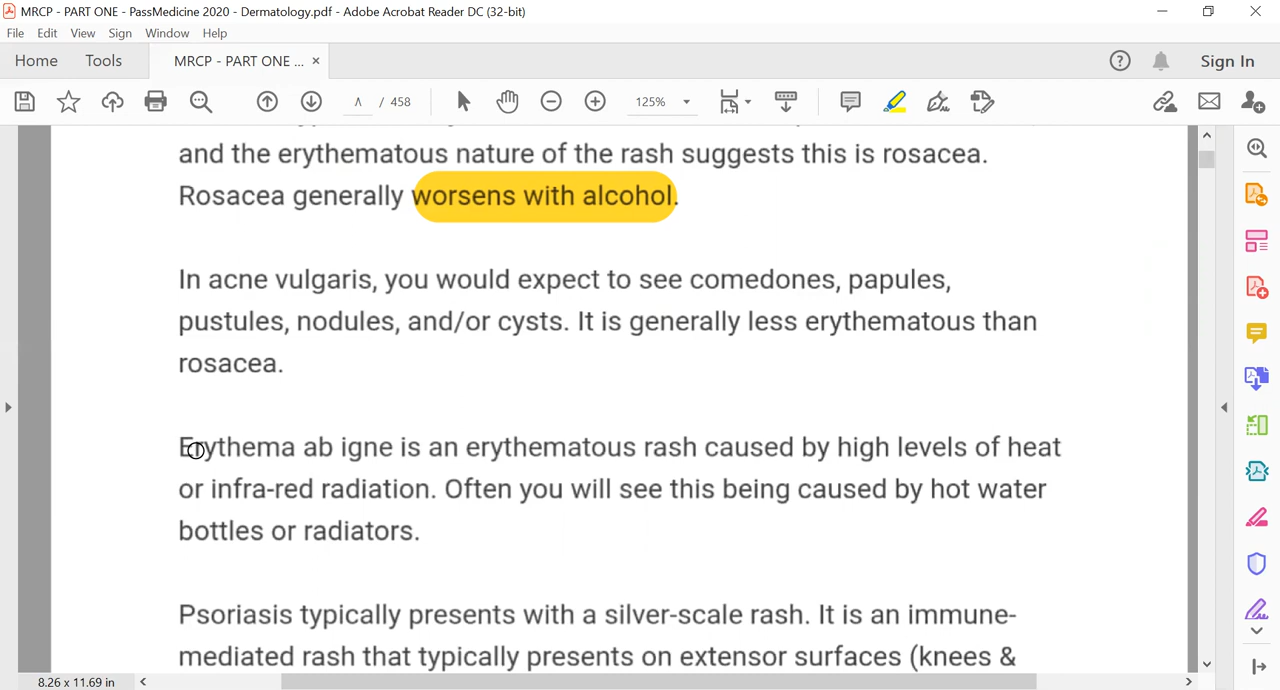 MRCP - PART ONE - PassMedicine 2020 - Dermatology.pdf - Adobe Acrobat Reader DC (32-bit)
File Edit View Sign Window Help
Home Tools MRCP - PART ONE ... × Sign In
/ 458 125%
and the erythematous nature of the rash suggests this is rosacea.
Rosacea generally worsens with alcohol.
In acne vulgaris, you would expect to see comedones, papules,
pustules, nodules, and/or cysts. It is generally less erythematous than
rosacea.
Erythema ab igne is an erythematous rash caused by high levels of heat
or infra-red radiation. Often you will see this being caused by hot water
bottles or radiators.
Psoriasis typically presents with a silver-scale rash. It is an immune-
mediated rash that typically presents on extensor surfaces (knees &
8.26 x 11.69 in